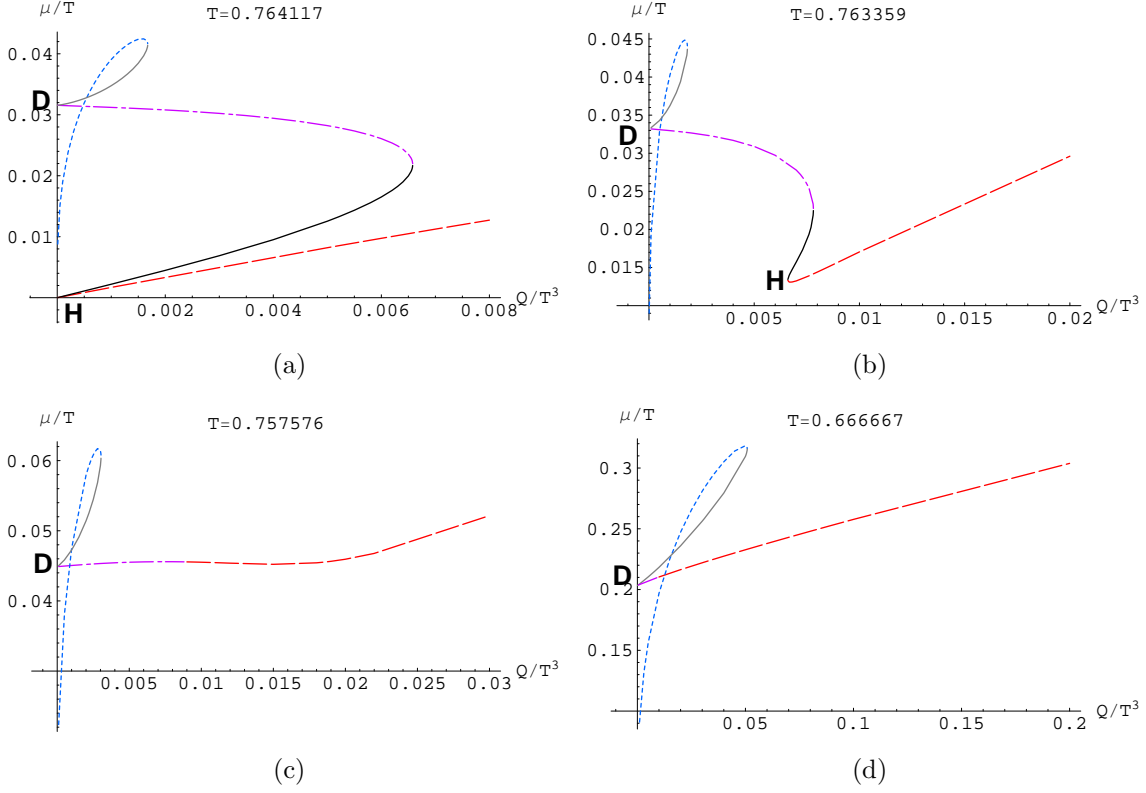 μ/T
T=0.764117
0.04
D
0.03
0.02
0.01
H
0.002
0.004
0.006
0.008
Q/T³
(a)
μ/T
T=0.763359
0.045
0.04
0.035
D
0.03
0.025
0.02
0.015
H
0.005
0.01
0.015
0.02
Q/T³
(b)
μ/T
T=0.757576
0.06
0.05
D
0.04
0.005
0.01
0.015
0.02
0.025
0.03
Q/T³
(c)
μ/T
T=0.666667
0.3
0.25
D
0.2
0.15
0.05
0.1
0.15
0.2
Q/T³
(d)